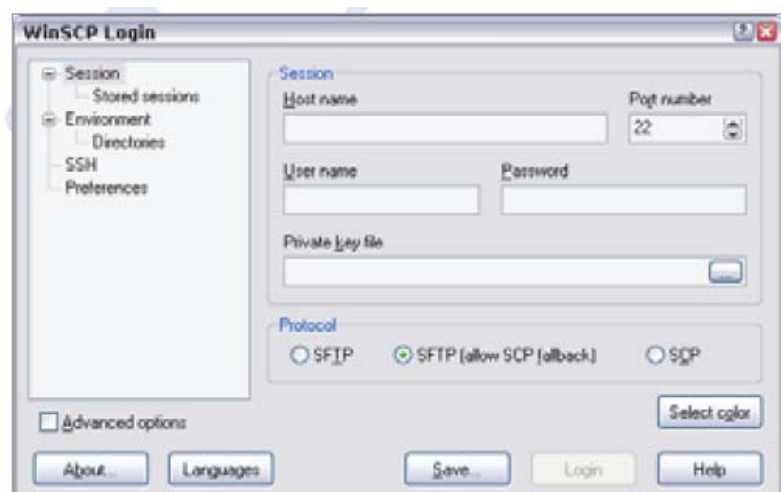 WinSCP Login
Session
Stored sessions
Environment
Directories
SSH
Preferences
Advanced options
Session
Host name
Port number
22
User name
Password
Private key file
...
Protocol
SFTP
SFTP (allow SCP fallback)
SCP
Select color
About...
Languages
Save...
Login
Help